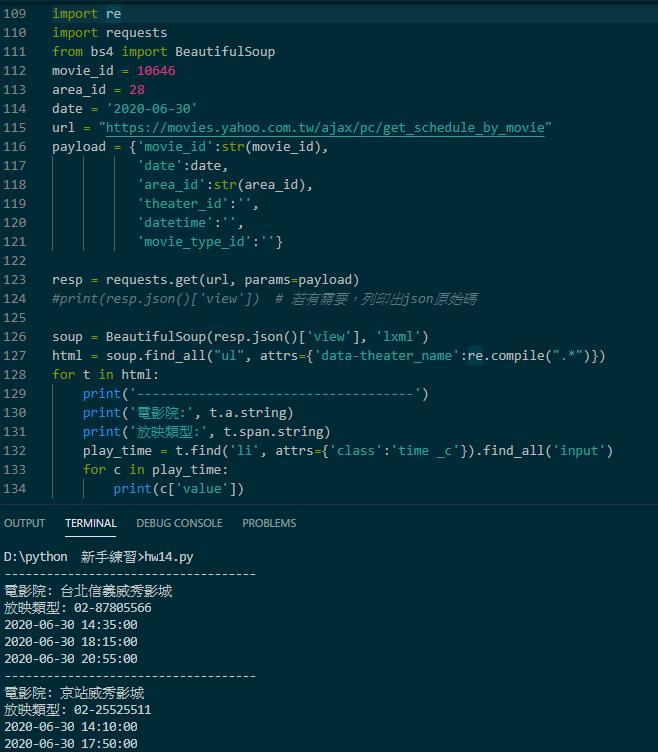 109 import re
110 import requests
111 from bs4 import BeautifulSoup
112 movie_id = 10646
113 area_id = 28
114 date = '2020-06-30'
115 url = "https://movies.yahoo.com.tw/ajax/pc/get_schedule_by_movie"
116 payload = {'movie_id':str(movie_id),
117 'date':date,
118 'area_id':str(area_id),
119 'theater_id':'',
120 'datetime':'',
121 'movie_type_id':''}
122
123 resp = requests.get(url, params=payload)
124 #print(resp.json()['view'])  # 若有需要，列印出json原始碼
125
126 soup = BeautifulSoup(resp.json()['view'], 'lxml')
127 html = soup.find_all("ul", attrs={'data-theater_name':re.compile(".*")})
128 for t in html:
129 print('------------------------------------')
130 print('電影院:', t.a.string)
131 print('放映類型:', t.span.string)
132 play_time = t.find('li', attrs={'class':'time _c'}).find_all('input')
133 for c in play_time:
134 print(c['value'])
OUTPUT TERMINAL DEBUG CONSOLE PROBLEMS
D:\python 新手練習>hw14.py
------------------------------------
電影院: 台北信義威秀影城
放映類型: 02-87805566
2020-06-30 14:35:00
2020-06-30 18:15:00
2020-06-30 20:55:00
------------------------------------
電影院: 京站威秀影城
放映類型: 02-25525511
2020-06-30 14:10:00
2020-06-30 17:50:00